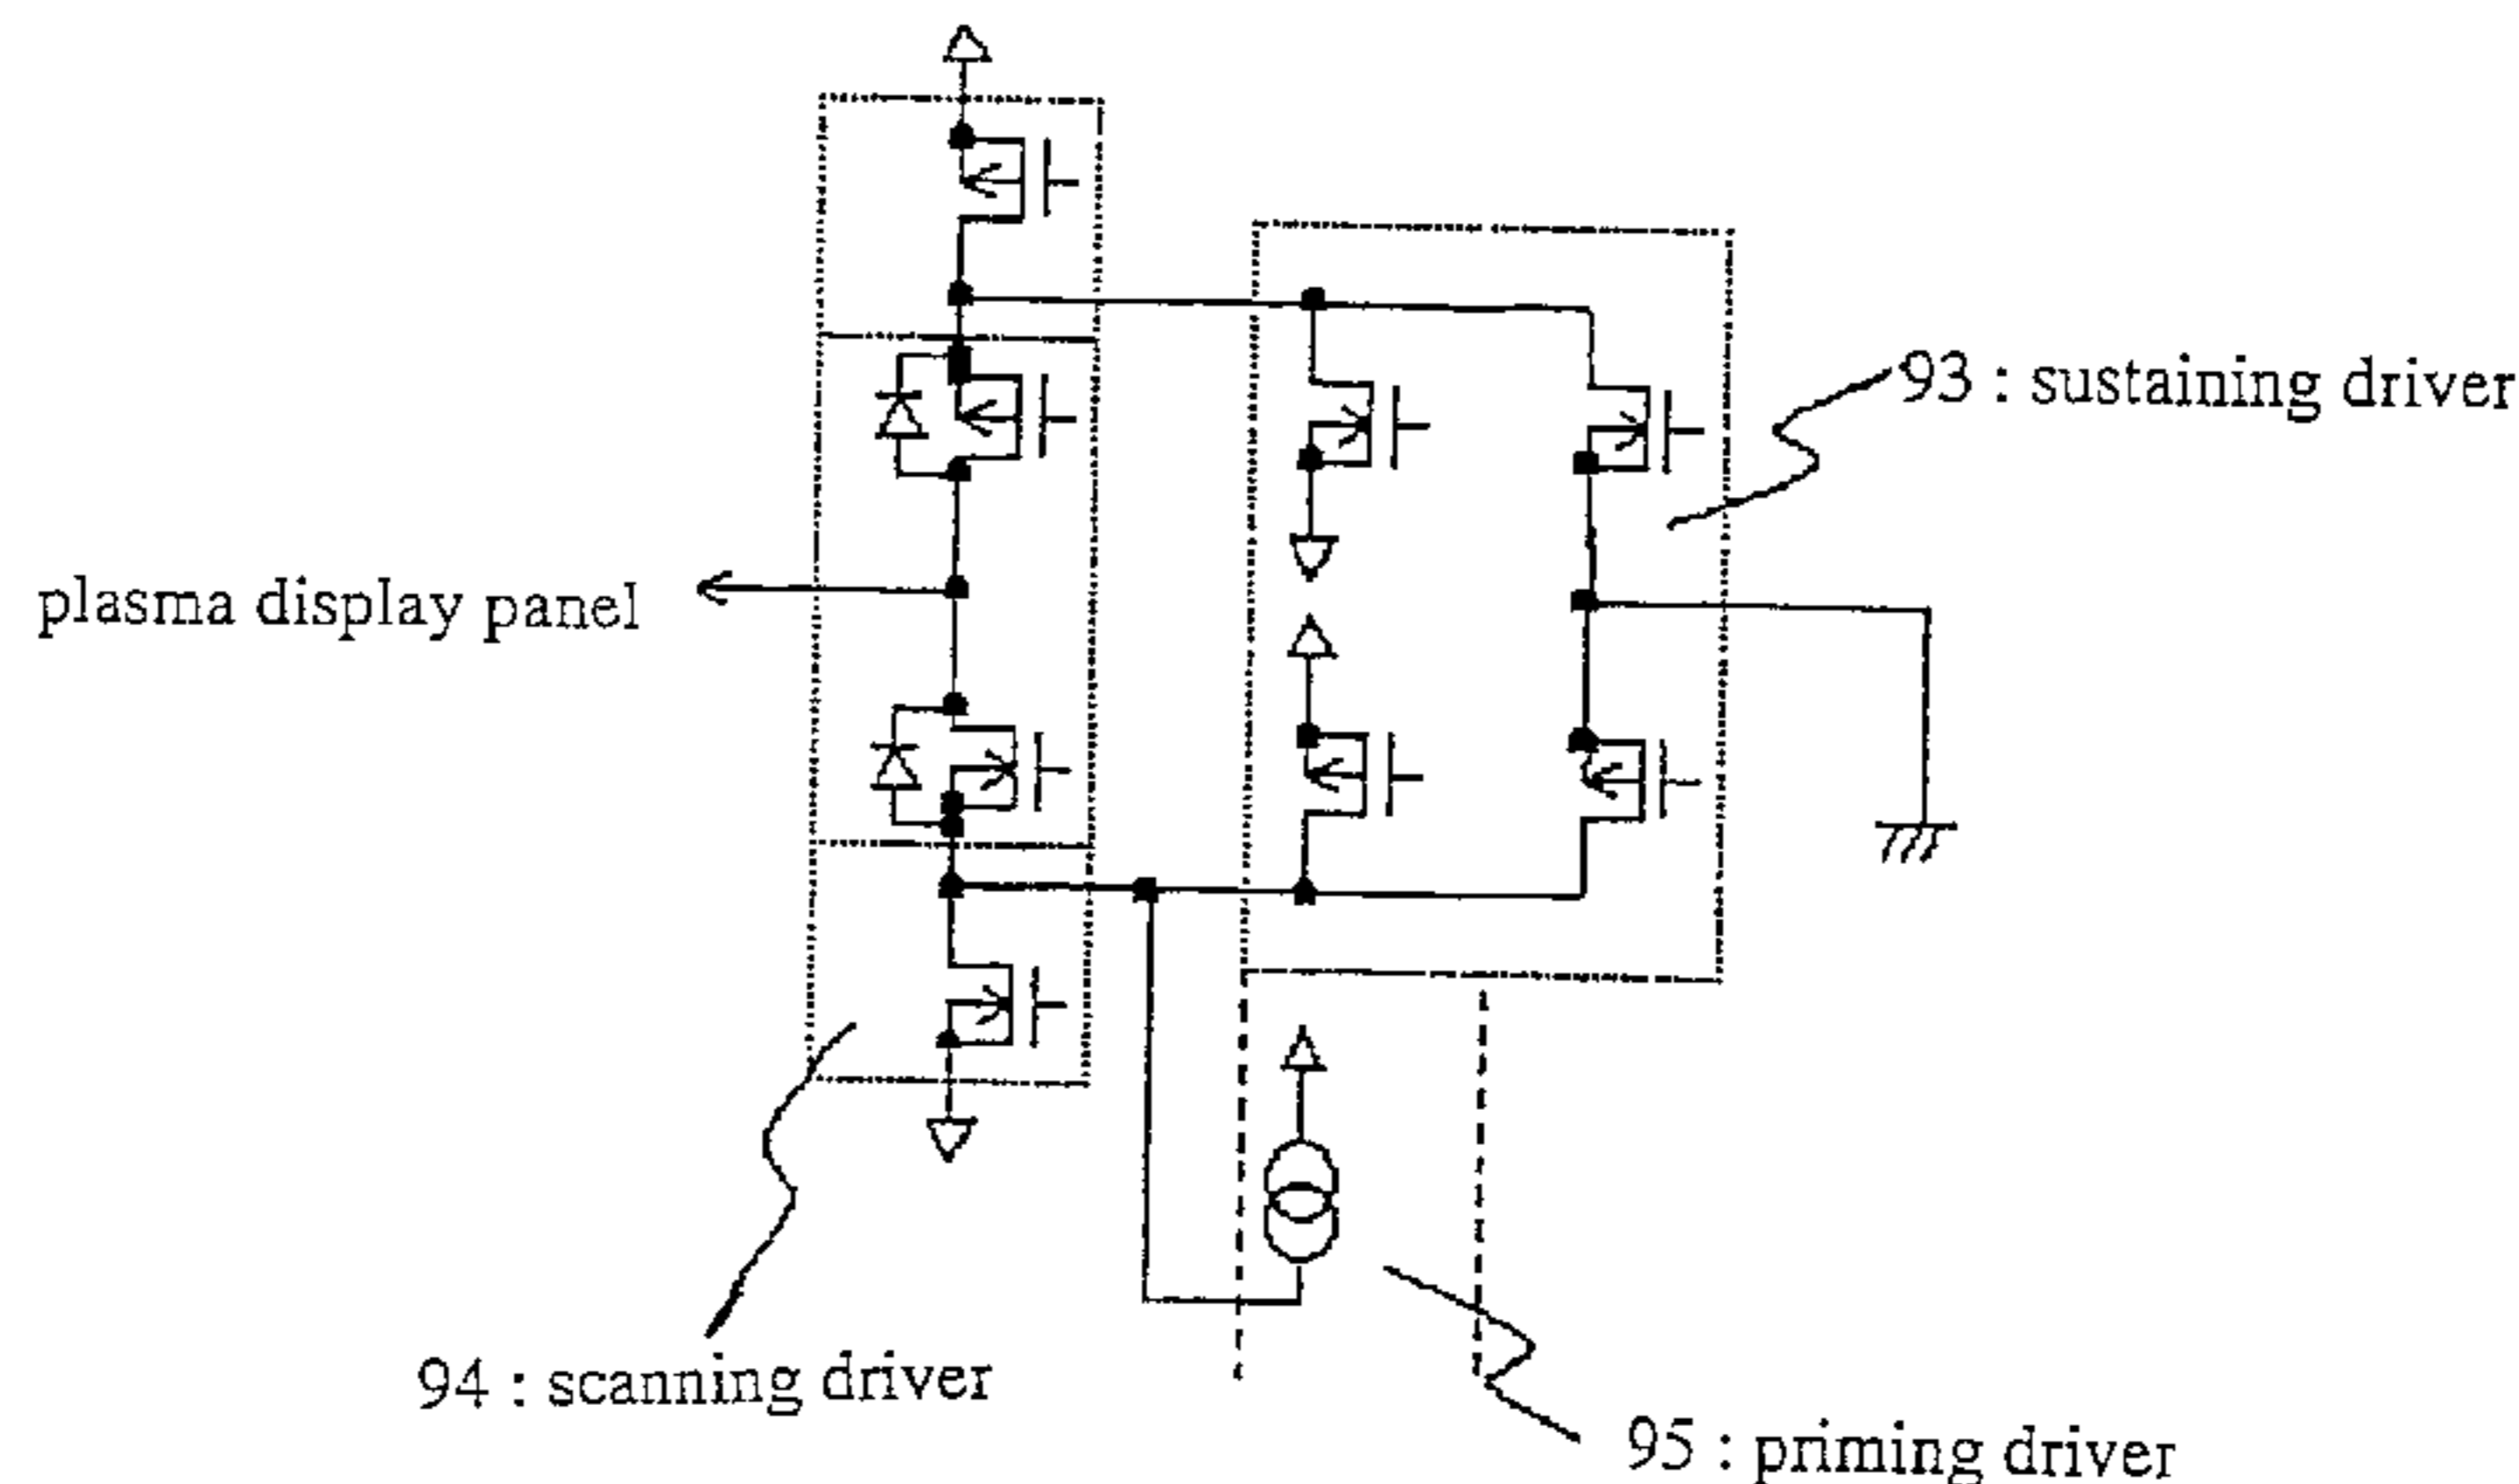 93 : sustaining driver
plasma display panel
94 : scanning driver
95 : priming driver